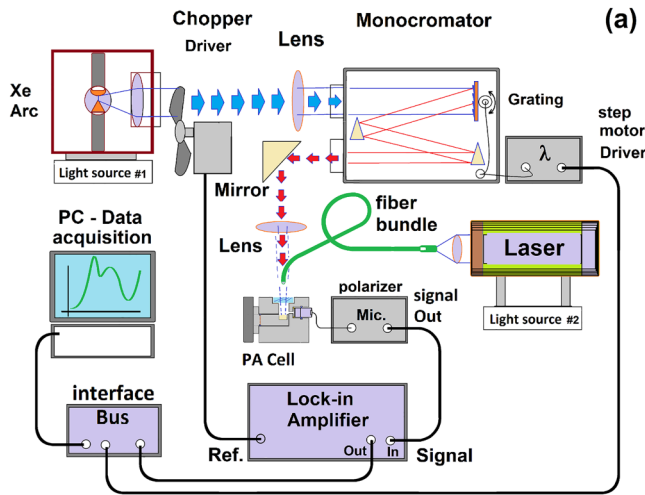 (a)
Chopper
Driver
Lens
Monocromator
Xe
Arc
Light source #1
Grating
step
motor
Driver
λ
Mirror
PC - Data
acquisition
Lens
fiber
bundle
Laser
Light source #2
polarizer
Mic.
signal
Out
PA Cell
interface
Bus
Lock-in
Amplifier
Ref.
Out
In
Signal